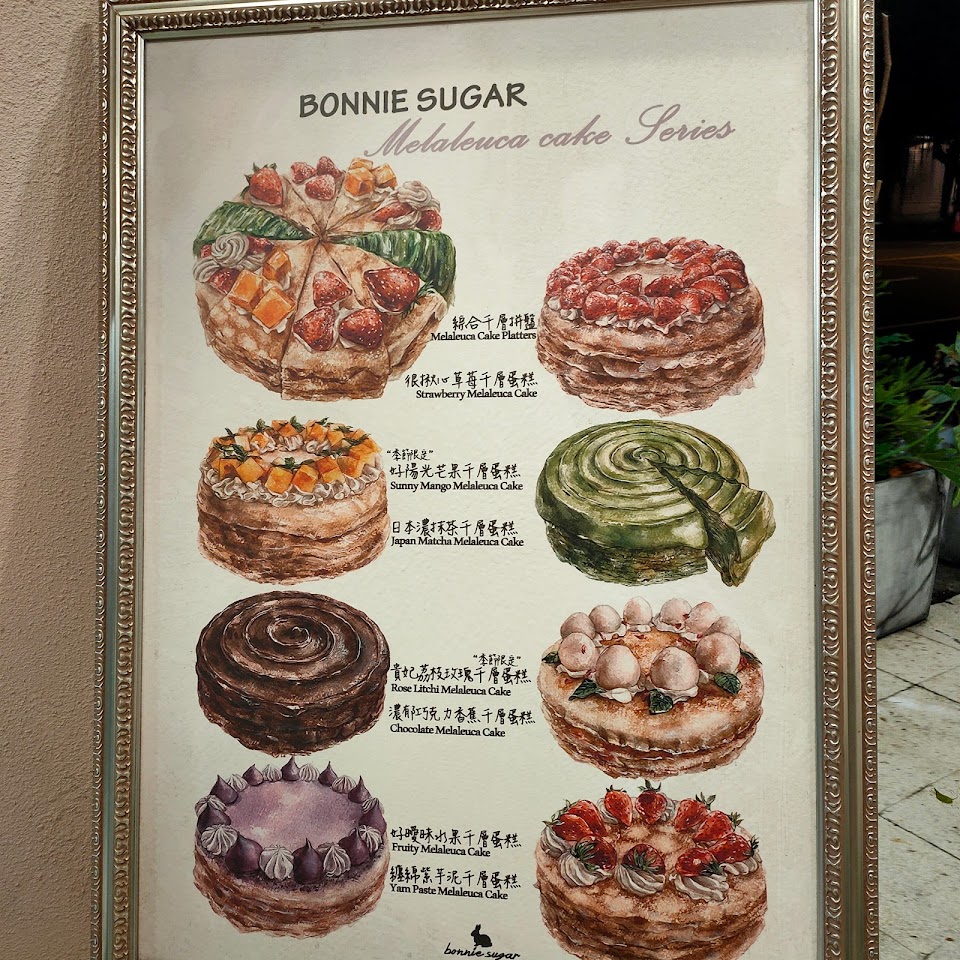 BONNIE SUGAR
Melaleuca cake Series
綜合千層拼盤
Melaleuca Cake Platters
很揪心草莓千層蛋糕
Strawberry Melaleuca Cake
"季節限定"
好陽光芒果千層蛋糕
Sunny Mango Melaleuca Cake
日本濃抹茶千層蛋糕
Japan Matcha Melaleuca Cake
"季節限定"
貴妃荔枝玫瑰千層蛋糕
Rose Litchi Melaleuca Cake
濃郁巧克力香蕉千層蛋糕
Chocolate Melaleuca Cake
好曖昧水果千層蛋糕
Fruity Melaleuca Cake
纏綿紫芋泥千層蛋糕
Yam Paste Melaleuca Cake
bonnie sugar